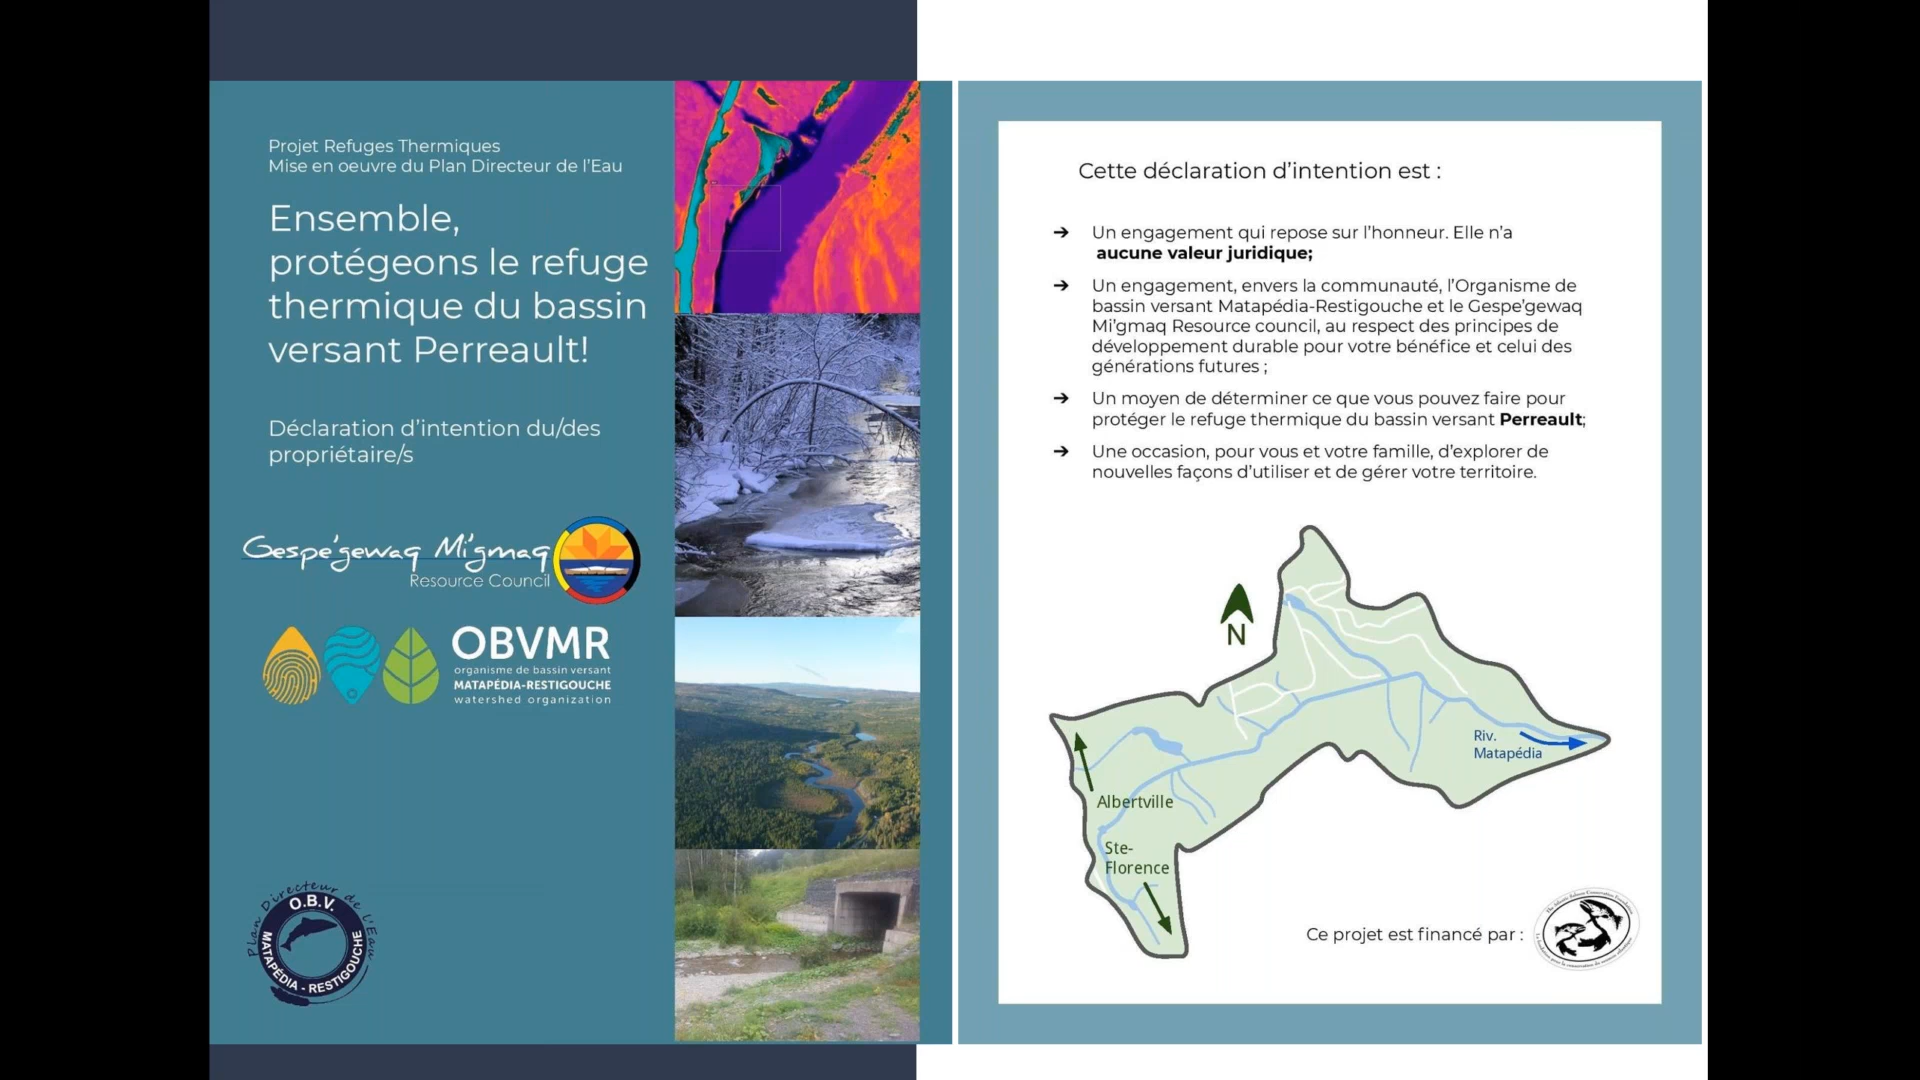 Projet Refuges Thermiques
Mise en oeuvre du Plan Directeur de l'Eau
Ensemble,
protégeons le refuge
thermique du bassin
versant Perreault!
Déclaration d'intention du/des
propriétaire/s
Gespe'gewaq Mi'gmaq
Resource Council
OBVMR
organisme de bassin versant
MATAPÉDIA-RESTIGOUCHE
watershed organization
Plan Directeur de l'Eau
O.B.V.
MATAPÉDIA - RESTIGOUCHE
Cette déclaration d'intention est :
➔ Un engagement qui repose sur l'honneur. Elle n'a
aucune valeur juridique;
➔ Un engagement, envers la communauté, l'Organisme de
bassin versant Matapédia-Restigouche et le Gespe'gewaq
Mi'gmaq Resource council, au respect des principes de
développement durable pour votre bénéfice et celui des
générations futures ;
➔ Un moyen de déterminer ce que vous pouvez faire pour
protéger le refuge thermique du bassin versant Perreault;
➔ Une occasion, pour vous et votre famille, d'explorer de
nouvelles façons d'utiliser et de gérer votre territoire.
N
Riv.
Matapédia
Albertville
Ste-
Florence
Ce projet est financé par :